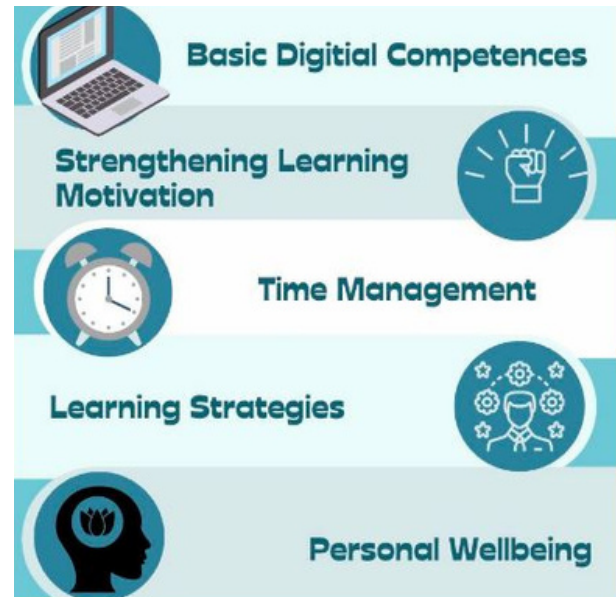 Basic Digitial Competences
Strengthening Learning
Motivation
Time Management
Learning Strategies
Personal Wellbeing